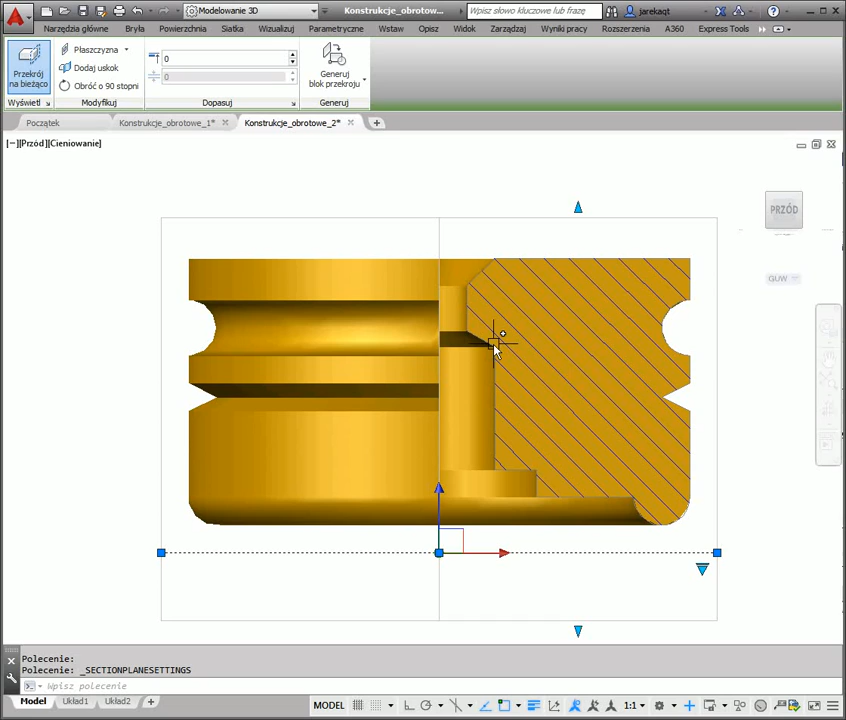 Modelowanie 3D
Konstrukcje_obrotow...
Wpisz słowo kluczowe lub frazę
jarekaqt
Narzędzia główne
Bryła
Powierzchnia
Siatka
Wizualizuj
Parametryczne
Wstaw
Opisz
Widok
Zarządzaj
Wyniki pracy
Rozszerzenia
A360
Express Tools
Przekrój
na bieżąco
Płaszczyzna
Dodaj uskok
Obróć o 90 stopni
0
0
Generuj
blok przekroju
Wyświetl
Modyfikuj
Dopasuj
Generuj
Początek
Konstrukcje_obrotowe_1*
Konstrukcje_obrotowe_2*
[−][Przód][Cieniowanie]
PRZÓD
GUW
Polecenie:
Polecenie: _SECTIONPLANESETTINGS
Wpisz polecenie
Model
Układ1
Układ2
MODEL
1:1